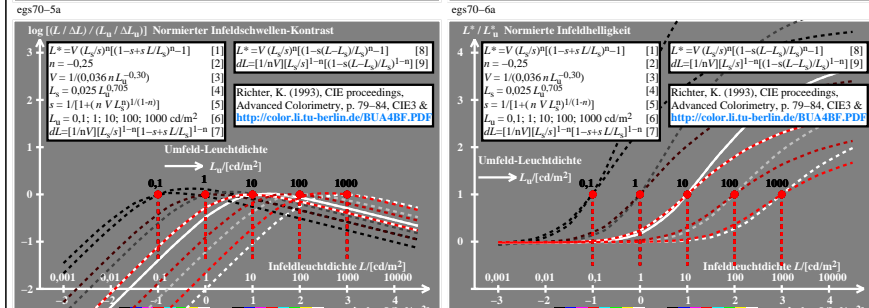 egs70-5a
log [(L / ΔL) / (Lu / ΔLu)] Normierter Infeldschwellen-Kontrast
L* =V (Ls/s)ⁿ[(1−s+s L/Ls)ⁿ−1] [1]
n = −0,25 [2]
V = 1/(0,036 n Lu^−0,30) [3]
Ls = 0,025 Lu^0,705 [4]
s = 1/[1+( n V Lsⁿ)^1/(1-n)] [5]
Lu = 0,1; 1; 10; 100; 1000 cd/m² [6]
dL=[1/nV][Ls/s]^1−n[1−s+s L/Ls]^1−n [7]
L* =V (Ls/s)ⁿ[(1−s(L–Ls)/Ls)ⁿ−1] [8]
dL=[1/nV][Ls/s]^1−n[(1−s(L–Ls)/Ls)^1−n] [9]
Richter, K. (1993), CIE proceedings,
Advanced Colorimetry, p. 79–84, CIE3 &
http://color.li.tu-berlin.de/BUA4BF.PDF
Umfeld-Leuchtdichte
Lu/[cd/m²]
0,1 1 10 100 1000
4
3
2
1
0
−1
−2
Infeldleuchtdichte L/[cd/m²]
0,001 0,01 0,1 1 10 100 1000
−3 −2 −1 0 1 2 3 4
egs70-6a
L* / L*u Normierte Infeldhelligkeit
L* =V (Ls/s)ⁿ[(1−s+s L/Ls)ⁿ−1] [1]
n = −0,25 [2]
V = 1/(0,036 n Lu^−0,30) [3]
Ls = 0,025 Lu^0,705 [4]
s = 1/[1+( n V Lsⁿ)^1/(1-n)] [5]
Lu = 0,1; 1; 10; 100; 1000 cd/m² [6]
dL=[1/nV][Ls/s]^1−n[1−s+s L/Ls]^1−n [7]
L* =V (Ls/s)ⁿ[(1−s(L–Ls)/Ls)ⁿ−1] [8]
dL=[1/nV][Ls/s]^1−n[(1−s(L–Ls)/Ls)^1−n] [9]
Richter, K. (1993), CIE proceedings,
Advanced Colorimetry, p. 79–84, CIE3 &
http://color.li.tu-berlin.de/BUA4BF.PDF
Umfeld-Leuchtdichte
Lu/[cd/m²]
0,1 1 10 100 1000
4
3
2
1
0
Infeldleuchtdichte L/[cd/m²]
0,001 0,01 0,1 1 10 100 1000
−3 −2 −1 0 1 2 3 4